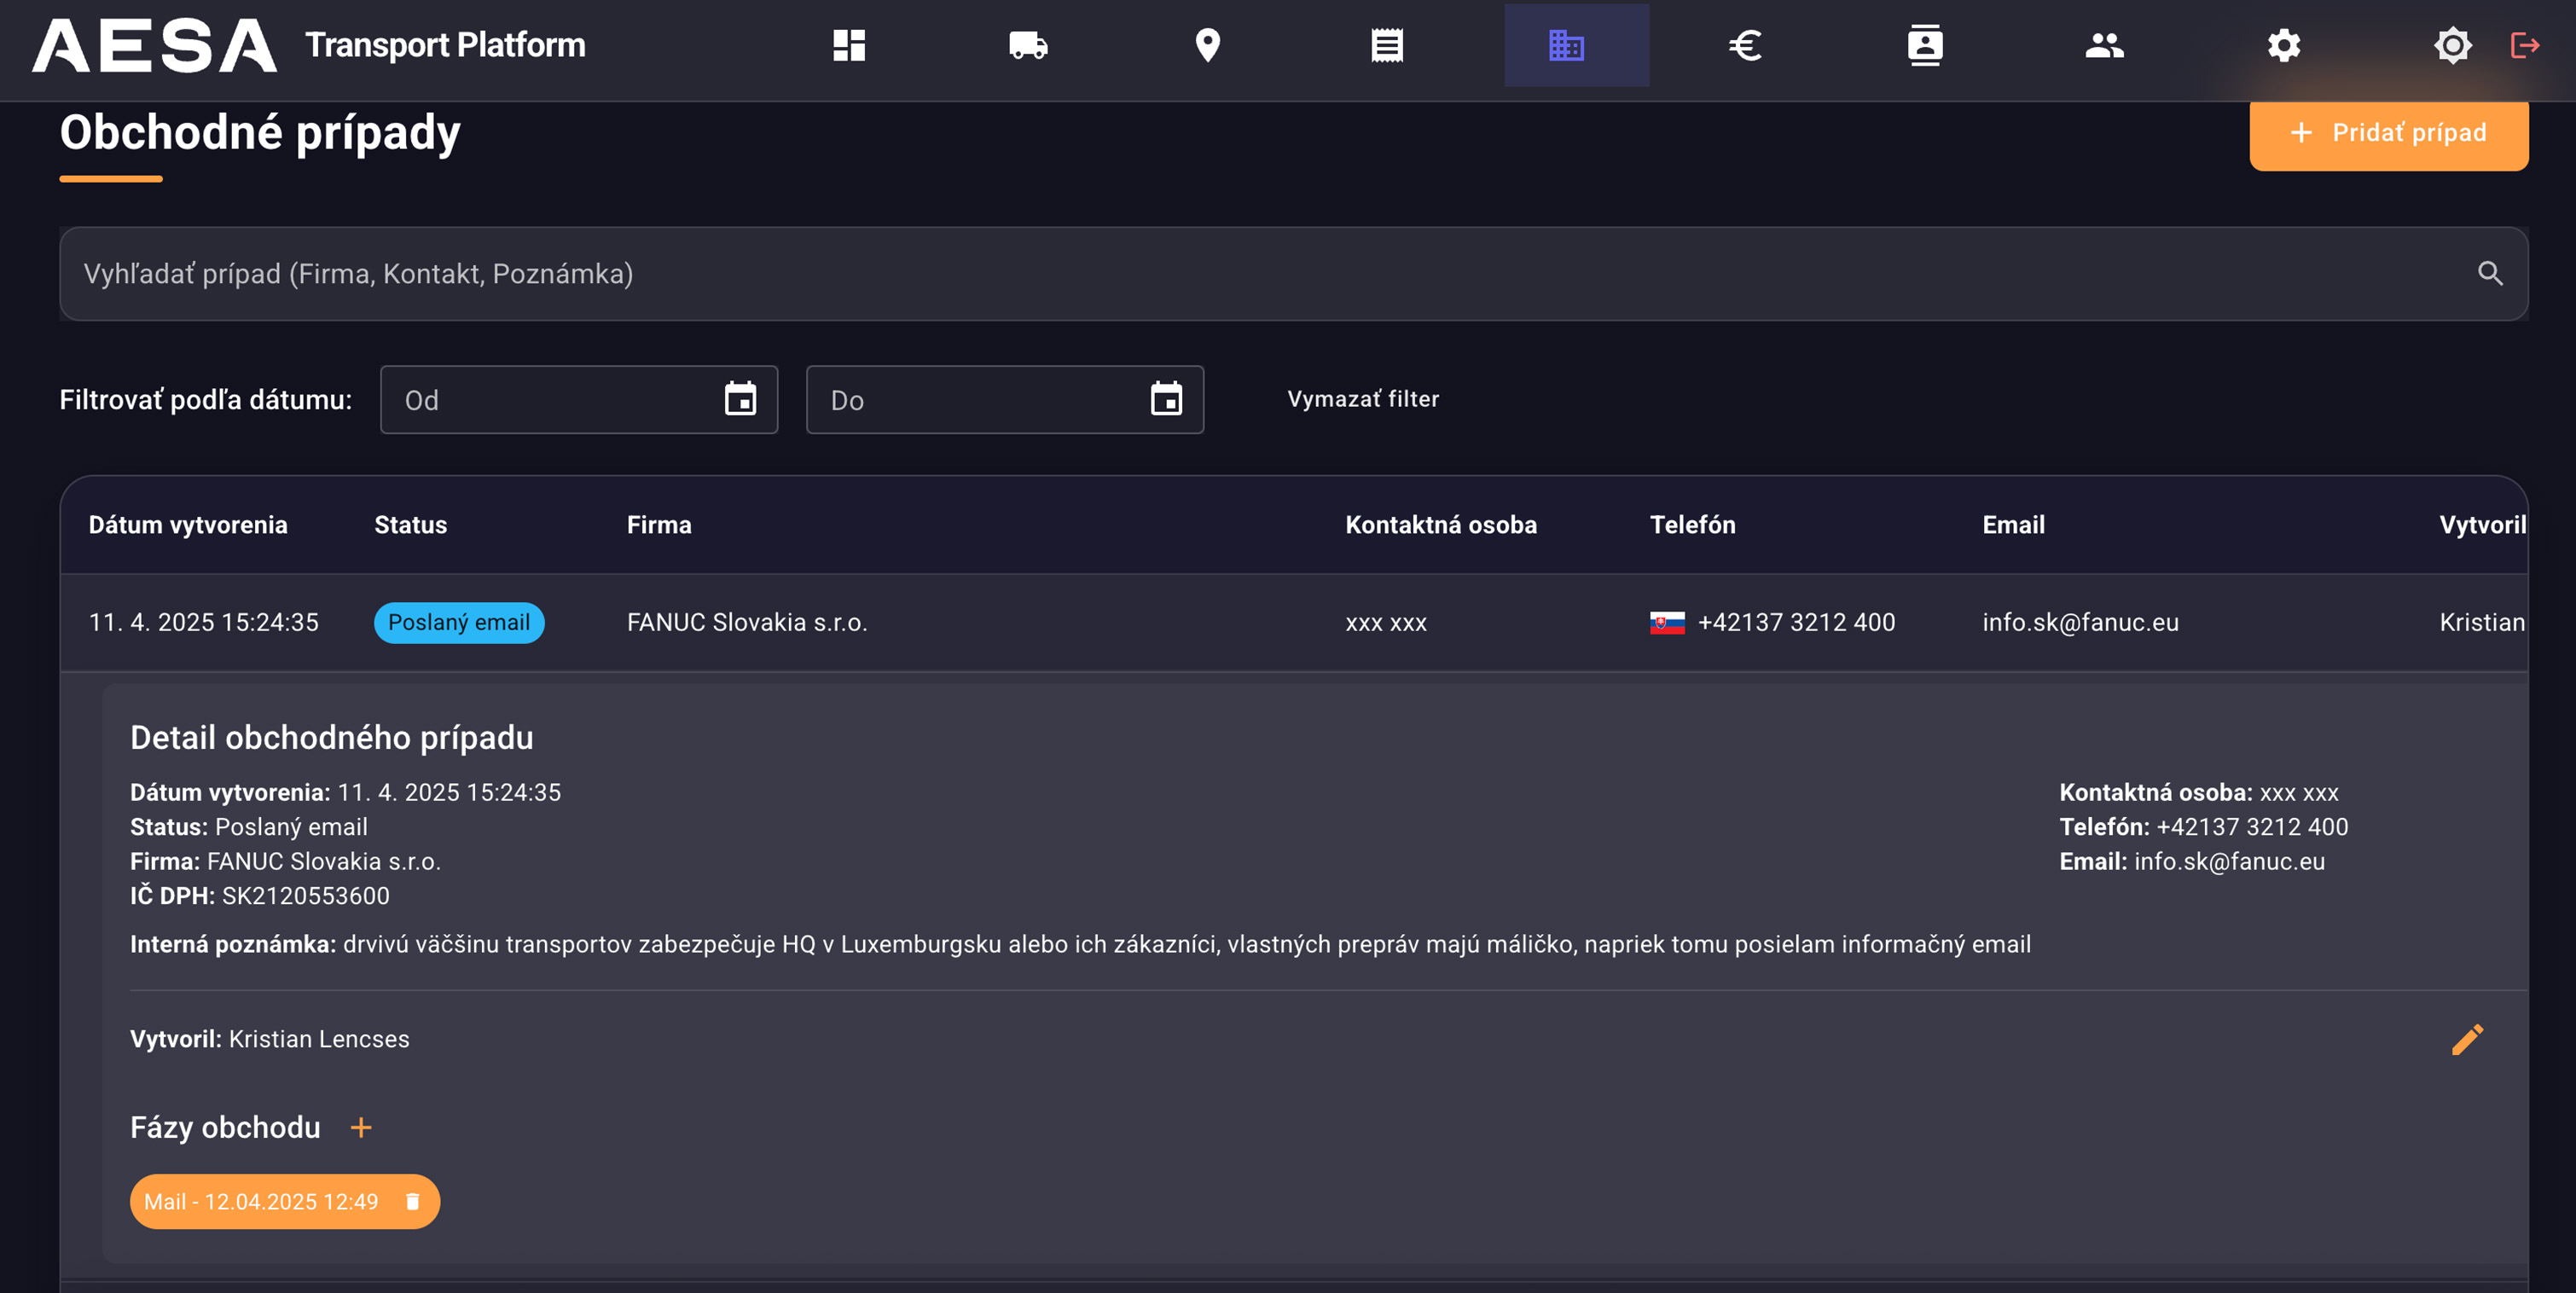 AESA Transport Platform
Obchodné prípady
+ Pridať prípad
Vyhľadať prípad (Firma, Kontakt, Poznámka)
Filtrovať podľa dátumu: Od Do Vymazať filter
Dátum vytvorenia Status Firma Kontaktná osoba Telefón Email Vytvoril
11. 4. 2025 15:24:35 Poslaný email FANUC Slovakia s.r.o. xxx xxx +42137 3212 400 info.sk@fanuc.eu Kristian
Detail obchodného prípadu
Dátum vytvorenia: 11. 4. 2025 15:24:35
Status: Poslaný email
Firma: FANUC Slovakia s.r.o.
IČ DPH: SK2120553600
Kontaktná osoba: xxx xxx
Telefón: +42137 3212 400
Email: info.sk@fanuc.eu
Interná poznámka: drvivú väčšinu transportov zabezpečuje HQ v Luxemburgsku alebo ich zákazníci, vlastných prepráv majú máličko, napriek tomu posielam informačný email
Vytvoril: Kristian Lencses
Fázy obchodu +
Mail - 12.04.2025 12:49